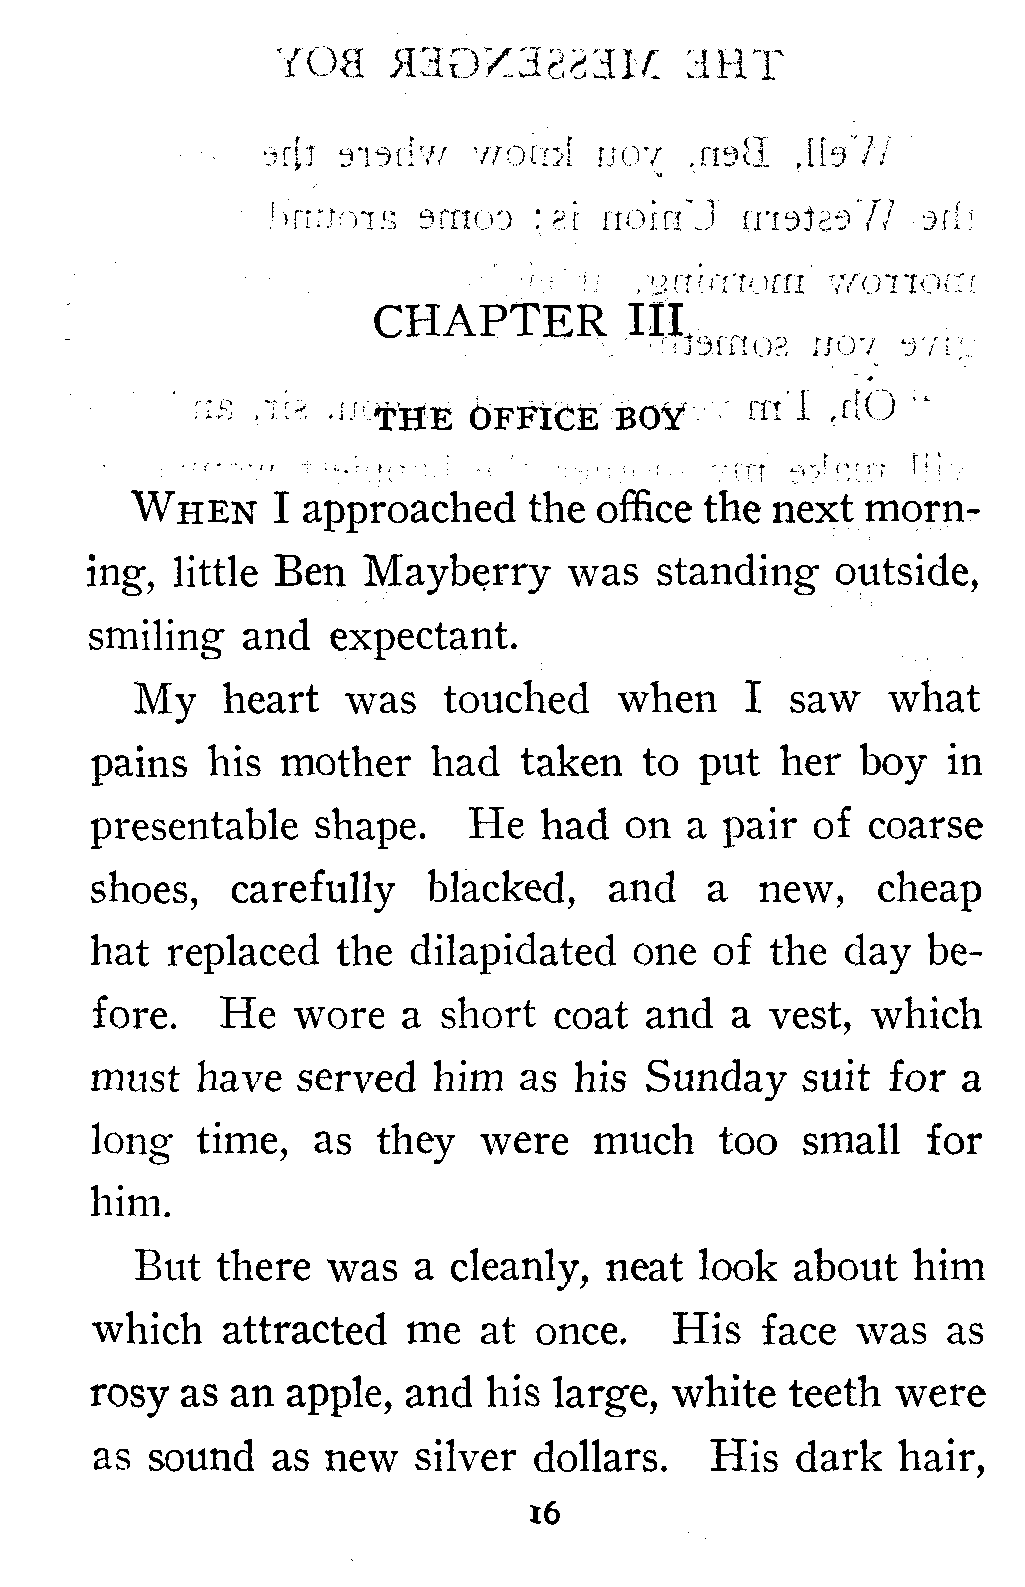 CHAPTER III.
THE OFFICE BOY
WHEN I approached the office the next morn-
ing, little Ben Mayberry was standing outside,
smiling and expectant.
My heart was touched when I saw what
pains his mother had taken to put her boy in
presentable shape. He had on a pair of coarse
shoes, carefully blacked, and a new, cheap
hat replaced the dilapidated one of the day be-
fore. He wore a short coat and a vest, which
must have served him as his Sunday suit for a
long time, as they were much too small for
him.
But there was a cleanly, neat look about him
which attracted me at once. His face was as
rosy as an apple, and his large, white teeth were
as sound as new silver dollars. His dark hair,
16